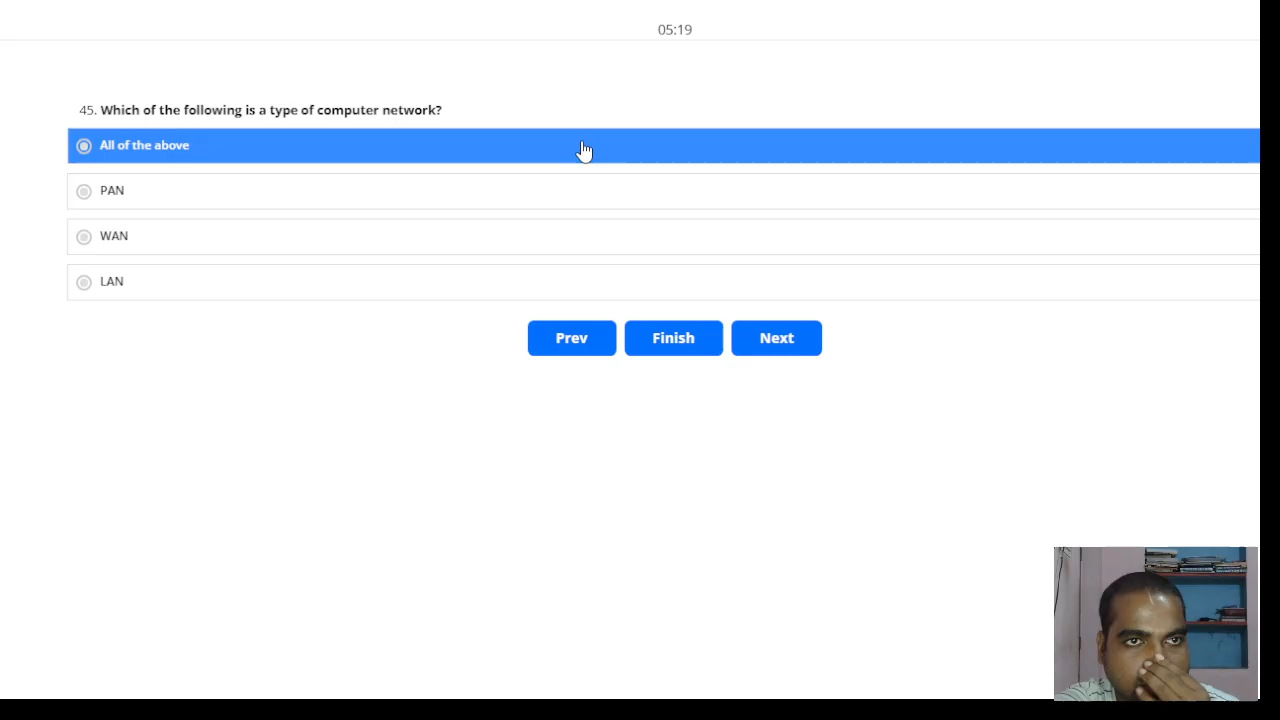 05:19
45. Which of the following is a type of computer network?
All of the above
PAN
WAN
LAN
Prev Finish Next